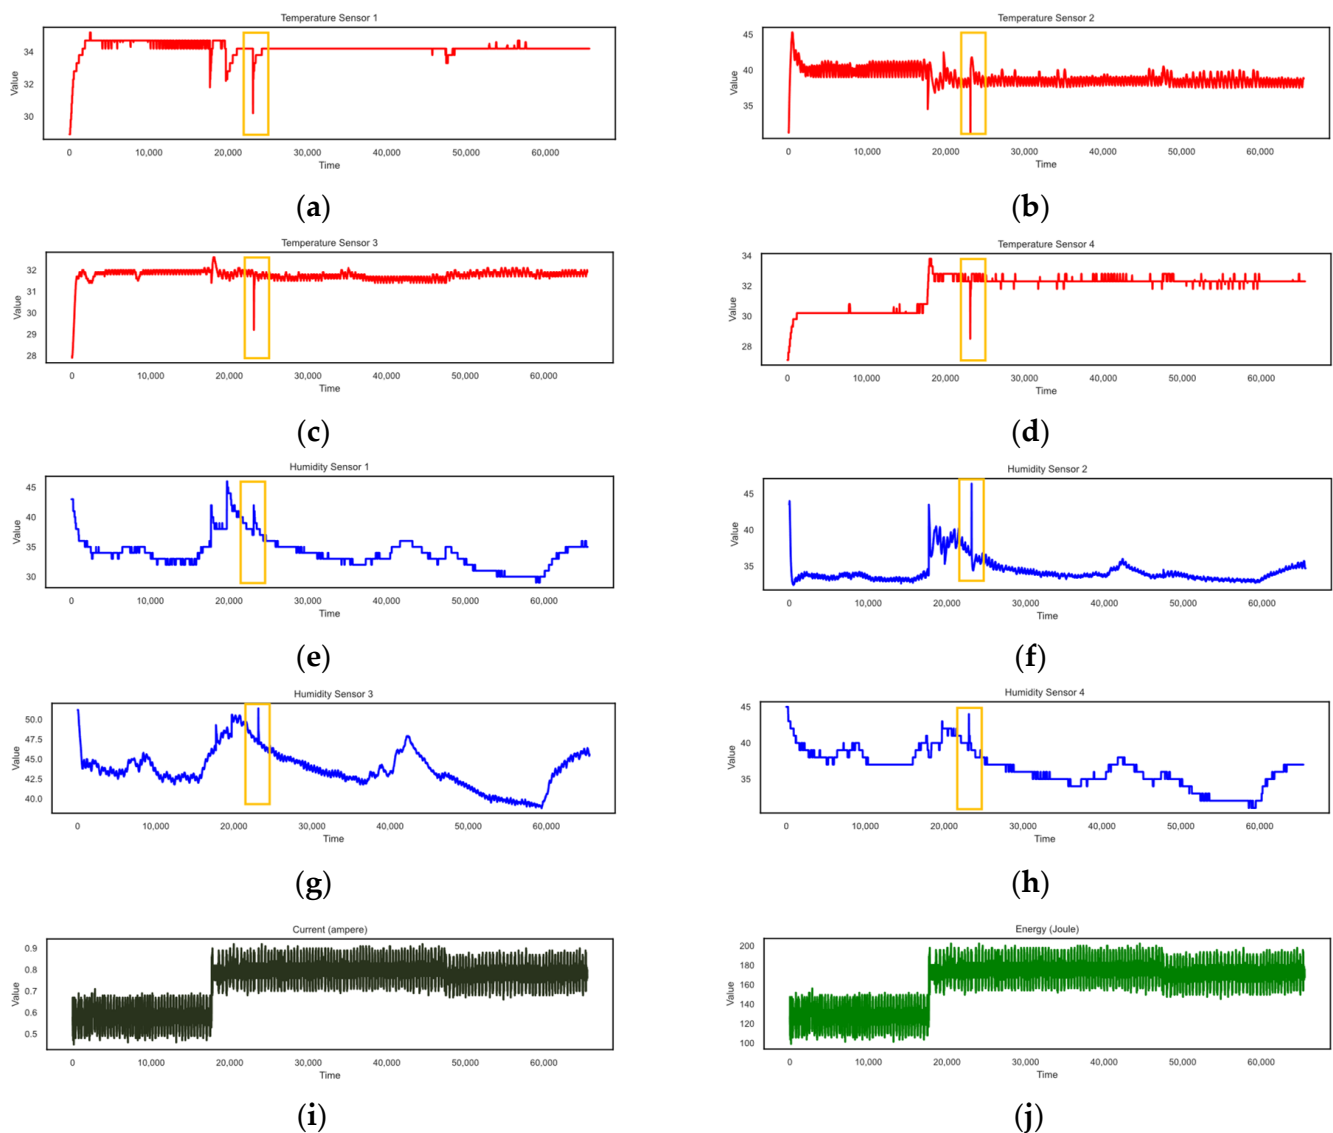 Temperature Sensor 1
Value
34
32
30
0 10,000 20,000 30,000 40,000 50,000 60,000
Time
(a)
Temperature Sensor 2
Value
45
40
35
0 10,000 20,000 30,000 40,000 50,000 60,000
Time
(b)
Temperature Sensor 3
Value
32
31
30
29
28
0 10,000 20,000 30,000 40,000 50,000 60,000
Time
(c)
Temperature Sensor 4
Value
34
32
30
28
0 10,000 20,000 30,000 40,000 50,000 60,000
Time
(d)
Humidity Sensor 1
Value
45
40
35
30
0 10,000 20,000 30,000 40,000 50,000 60,000
Time
(e)
Humidity Sensor 2
Value
45
40
35
0 10,000 20,000 30,000 40,000 50,000 60,000
Time
(f)
Humidity Sensor 3
Value
50.0
47.5
45.0
42.5
40.0
0 10,000 20,000 30,000 40,000 50,000 60,000
Time
(g)
Humidity Sensor 4
Value
45
40
35
0 10,000 20,000 30,000 40,000 50,000 60,000
Time
(h)
Current (ampere)
Value
0.9
0.8
0.7
0.6
0.5
0 10,000 20,000 30,000 40,000 50,000 60,000
Time
(i)
Energy (Joule)
Value
200
180
160
140
120
100
0 10,000 20,000 30,000 40,000 50,000 60,000
Time
(j)